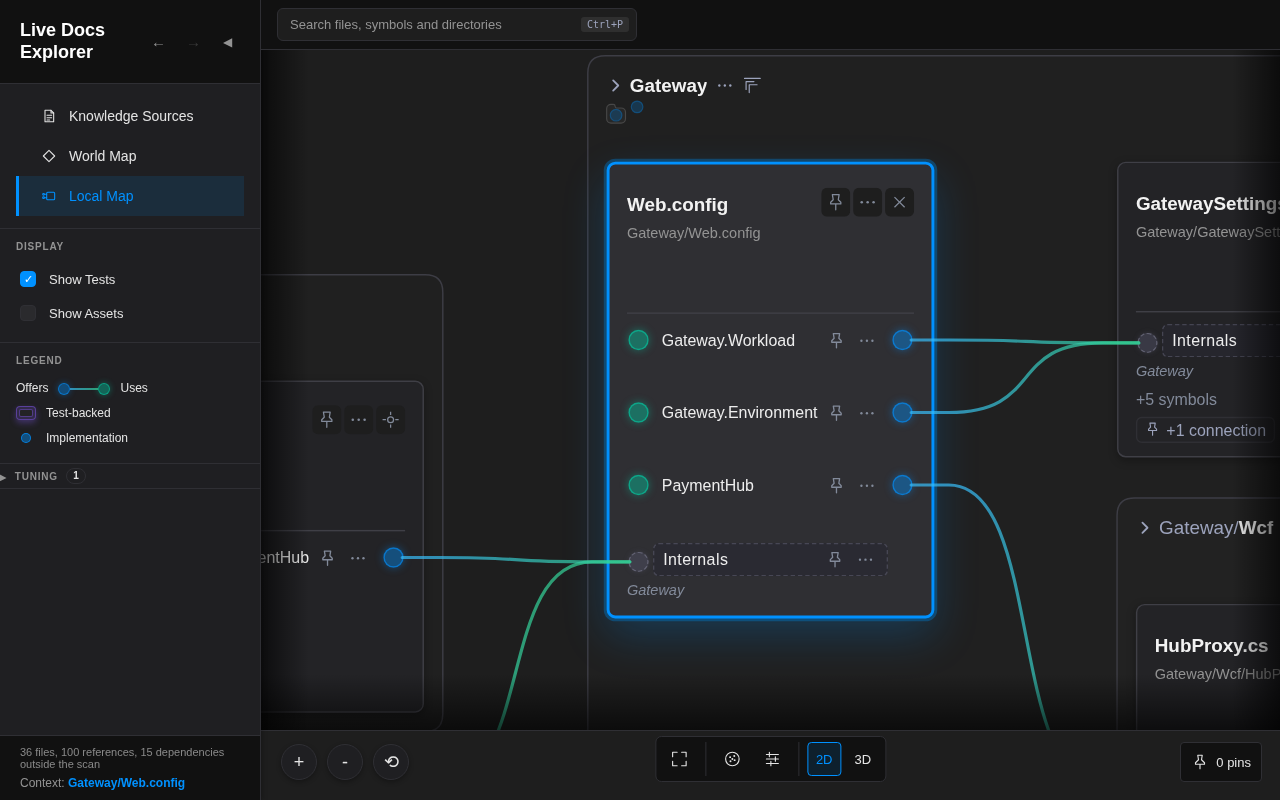 Live Docs
Explorer
Search files, symbols and directories
Ctrl+P
Knowledge Sources
World Map
Local Map
DISPLAY
Show Tests
Show Assets
LEGEND
Offers
Uses
Test-backed
Implementation
TUNING
1
36 files, 100 references, 15 dependencies
outside the scan
Context: Gateway/Web.config
Gateway
Web.config
Gateway/Web.config
Gateway.Workload
Gateway.Environment
PaymentHub
Internals
Gateway
entHub
GatewaySettings
Gateway/GatewaySett
Internals
Gateway
+5 symbols
+1 connection
Gateway/Wcf
HubProxy.cs
Gateway/Wcf/HubP
+
-
2D
3D
0 pins